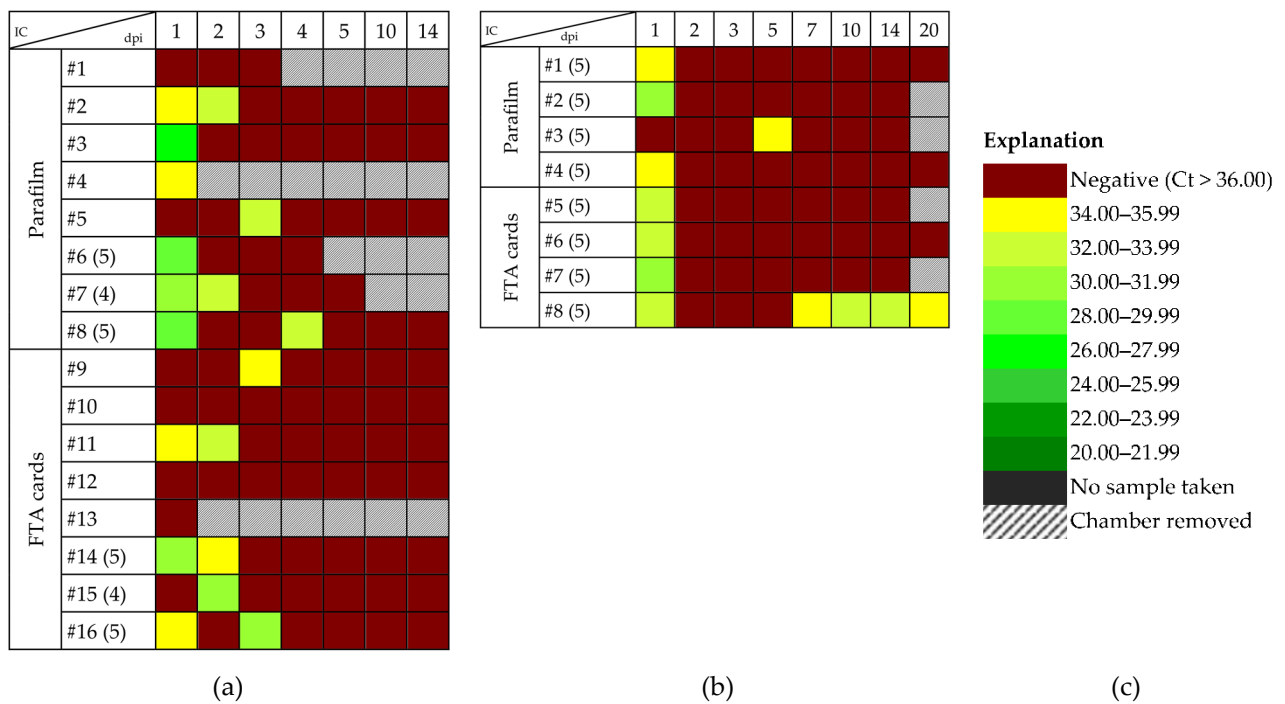 IC dpi 1 2 3 4 5 10 14
Parafilm
#1
#2
#3
#4
#5
#6 (5)
#7 (4)
#8 (5)
FTA cards
#9
#10
#11
#12
#13
#14 (5)
#15 (4)
#16 (5)
(a)
IC dpi 1 2 3 5 7 10 14 20
Parafilm
#1 (5)
#2 (5)
#3 (5)
#4 (5)
FTA cards
#5 (5)
#6 (5)
#7 (5)
#8 (5)
(b)
Explanation
Negative (Ct > 36.00)
34.00–35.99
32.00–33.99
30.00–31.99
28.00–29.99
26.00–27.99
24.00–25.99
22.00–23.99
20.00–21.99
No sample taken
Chamber removed
(c)